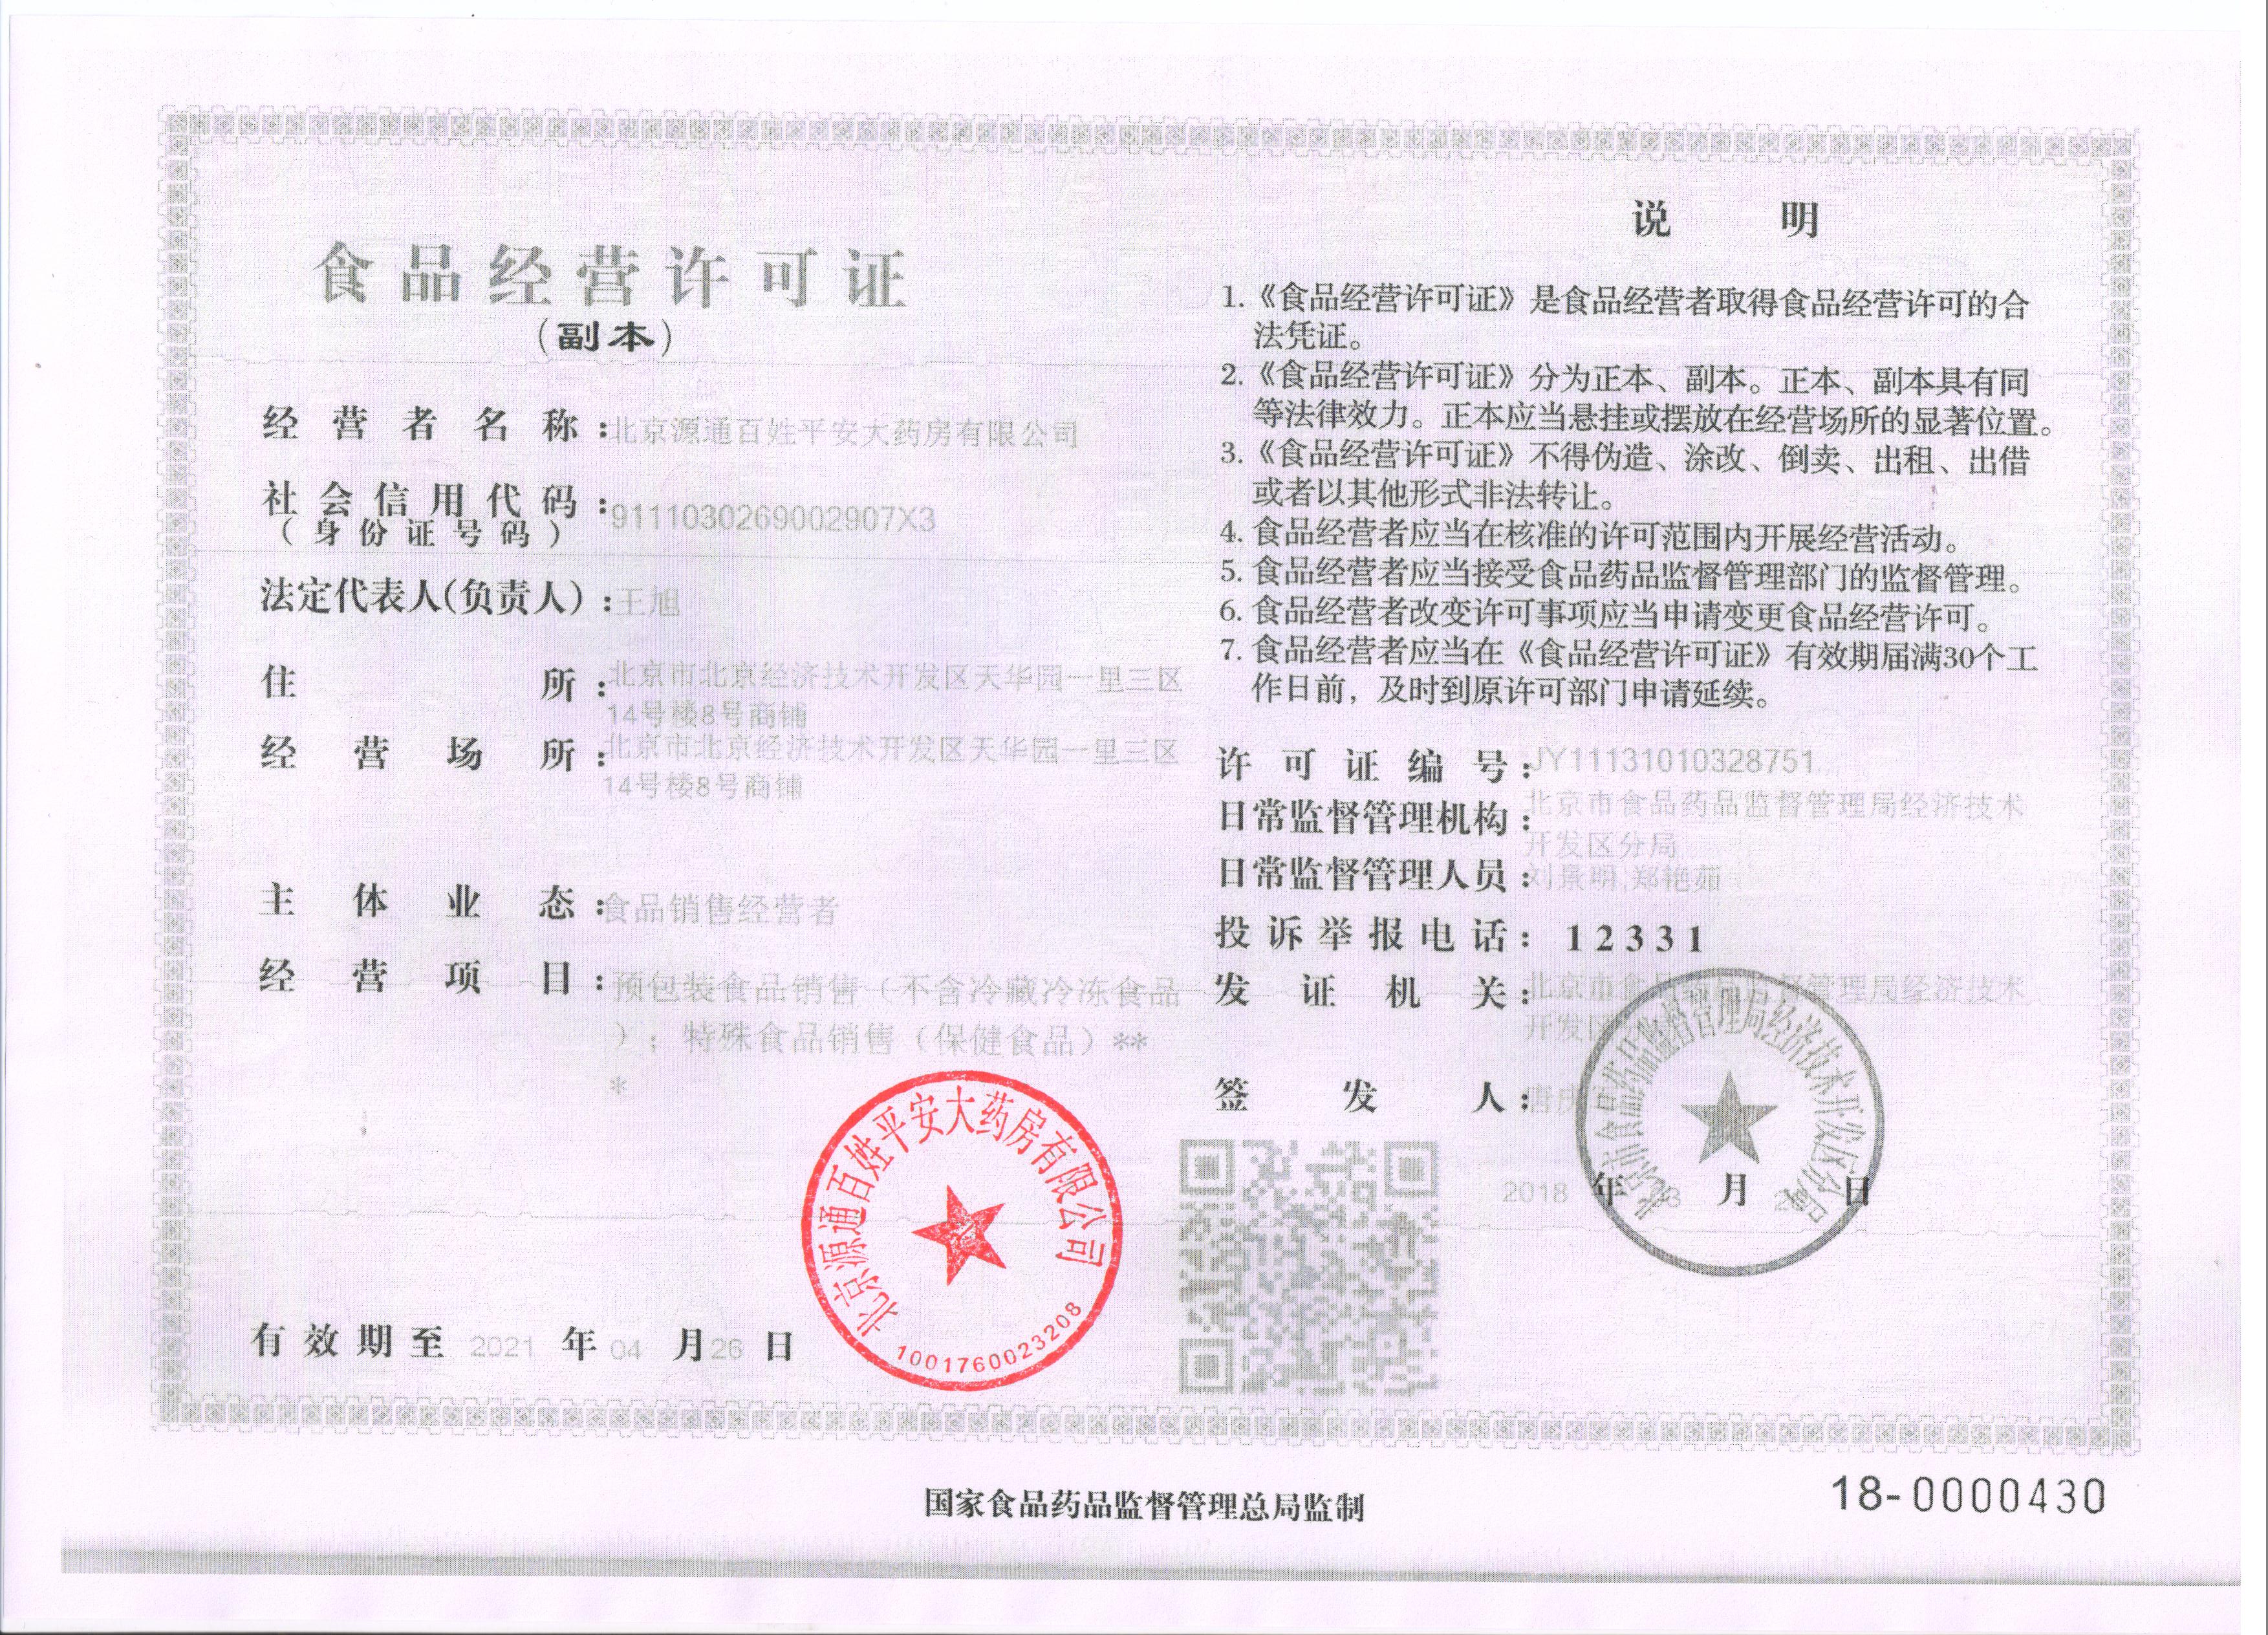 食品经营许可证
(副本)
经营者名称：北京源通百姓平安大药房有限公司
社会信用代码：9111030269002907X3
(身份证号码)
法定代表人(负责人)：王旭
住所：北京市北京经济技术开发区天华园一里三区
14号楼8号商铺
经营场所：北京市北京经济技术开发区天华园一里三区
14号楼8号商铺
主体业态：食品销售经营者
经营项目：预包装食品销售（不含冷藏冷冻食品
）；特殊食品销售（保健食品）**
*
北京源通百姓平安大药房有限公司
1001760023208
有效期至 2021 年 04 月 26 日
说明
1.《食品经营许可证》是食品经营者取得食品经营许可的合
法凭证。
2.《食品经营许可证》分为正本、副本。正本、副本具有同
等法律效力。正本应当悬挂或摆放在经营场所的显著位置。
3.《食品经营许可证》不得伪造、涂改、倒卖、出租、出借
或者以其他形式非法转让。
4. 食品经营者应当在核准的许可范围内开展经营活动。
5. 食品经营者应当接受食品药品监督管理部门的监督管理。
6. 食品经营者改变许可事项应当申请变更食品经营许可。
7. 食品经营者应当在《食品经营许可证》有效期届满30个工
作日前，及时到原许可部门申请延续。
许可证编号：JY11131010328751
日常监督管理机构：北京市食品药品监督管理局经济技术
开发区分局
日常监督管理人员：刘景明,郑艳茹
投诉举报电话：12331
发证机关：北京市食品药品监督管理局经济技术
开发区分局
签发人：唐庆
北京市食品药品监督管理局经济技术开发区分局
2018 年 03 月 日
国家食品药品监督管理总局监制
18-0000430